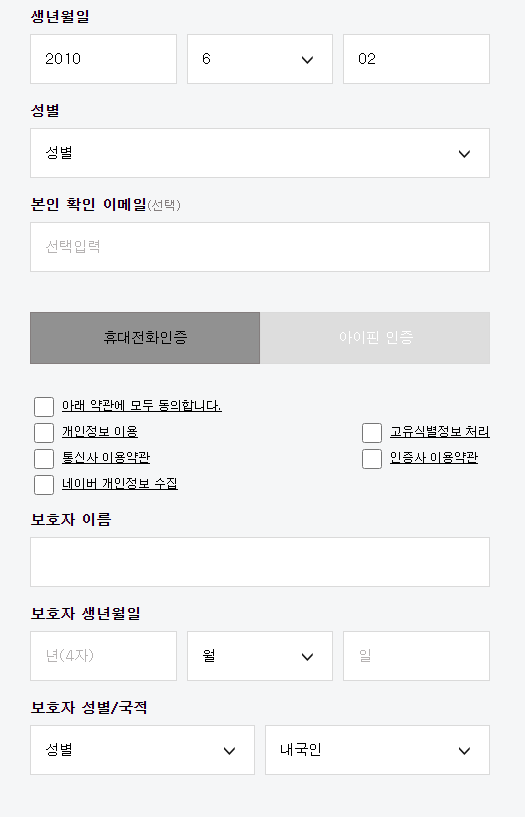 생년월일
2010 6 02
성별
성별
본인 확인 이메일(선택)
선택입력
휴대전화인증 아이핀 인증
아래 약관에 모두 동의합니다.
개인정보 이용 고유식별정보 처리
통신사 이용약관 인증사 이용약관
네이버 개인정보 수집
보호자 이름
보호자 생년월일
년(4자) 월 일
보호자 성별/국적
성별 내국인